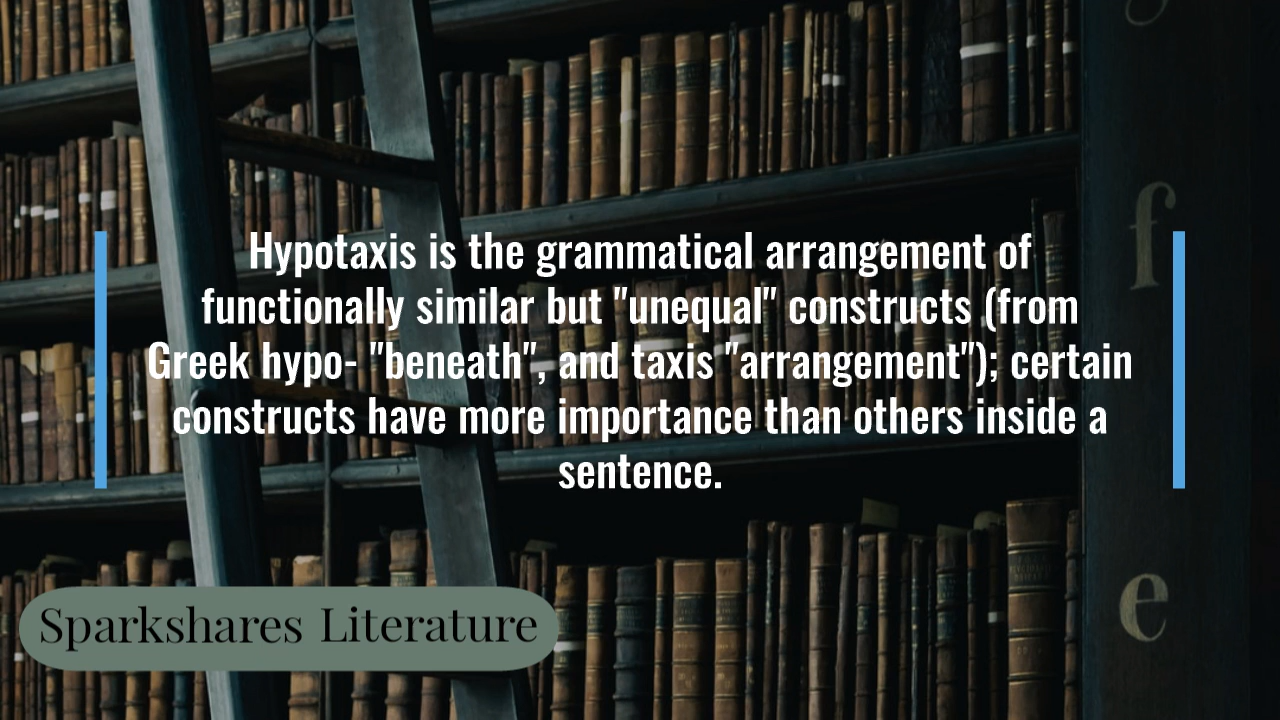 Hypotaxis is the grammatical arrangement of
functionally similar but "unequal" constructs (from
Greek hypo- "beneath", and taxis "arrangement"); certain
constructs have more importance than others inside a
sentence.
Sparkshares Literature
f
e